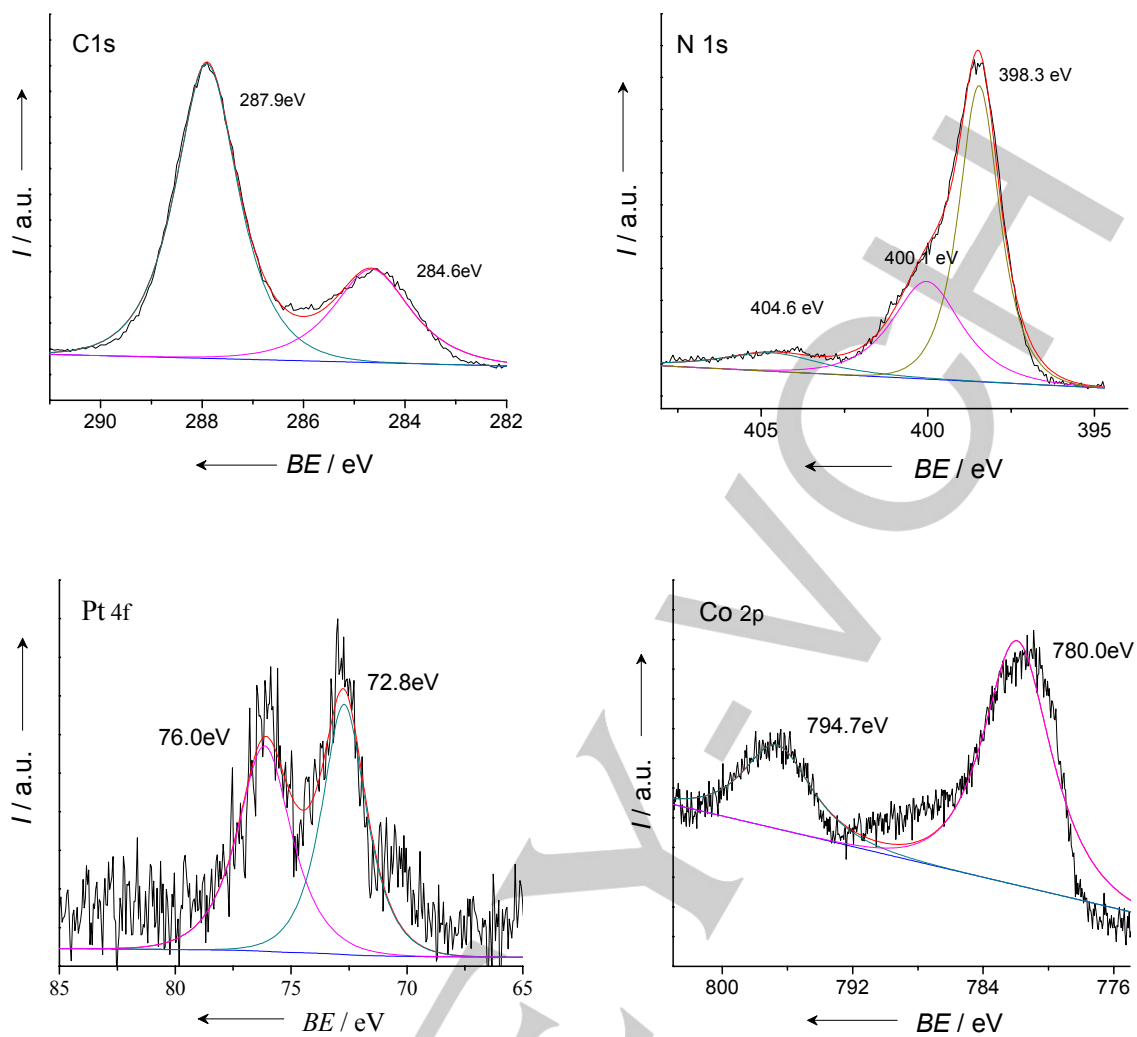 C1s
287.9eV
284.6eV
I / a.u.
290 288 286 284 282
BE / eV
N 1s
398.3 eV
400.1 eV
404.6 eV
I / a.u.
405 400 395
BE / eV
Pt 4f
72.8eV
76.0eV
I / a.u.
85 80 75 70 65
BE / eV
Co 2p
780.0eV
794.7eV
I / a.u.
800 792 784 776
BE / eV
Y-VCH